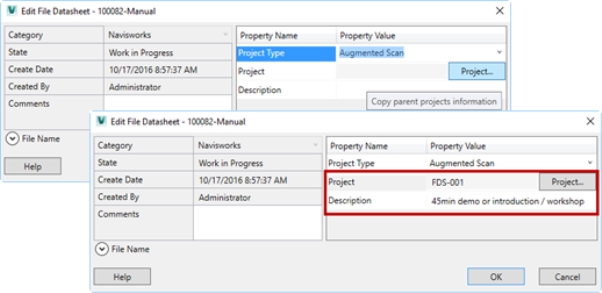 Edit File Datasheet - 100082-Manual
Category Navisworks Property Name Property Value
State Work in Progress Project Type Augmented Scan
Create Date 10/17/2016 8:57:37 AM Project Project...
Created By Administrator Description
Comments Copy parent projects information
File Name
Help
Edit File Datasheet - 100082-Manual
Category Navisworks Property Name Property Value
State Work in Progress Project Type Augmented Scan
Create Date 10/17/2016 8:57:37 AM Project FDS-001 Project...
Created By Administrator Description 45min demo or introduction / workshop
Comments
File Name
Help OK Cancel